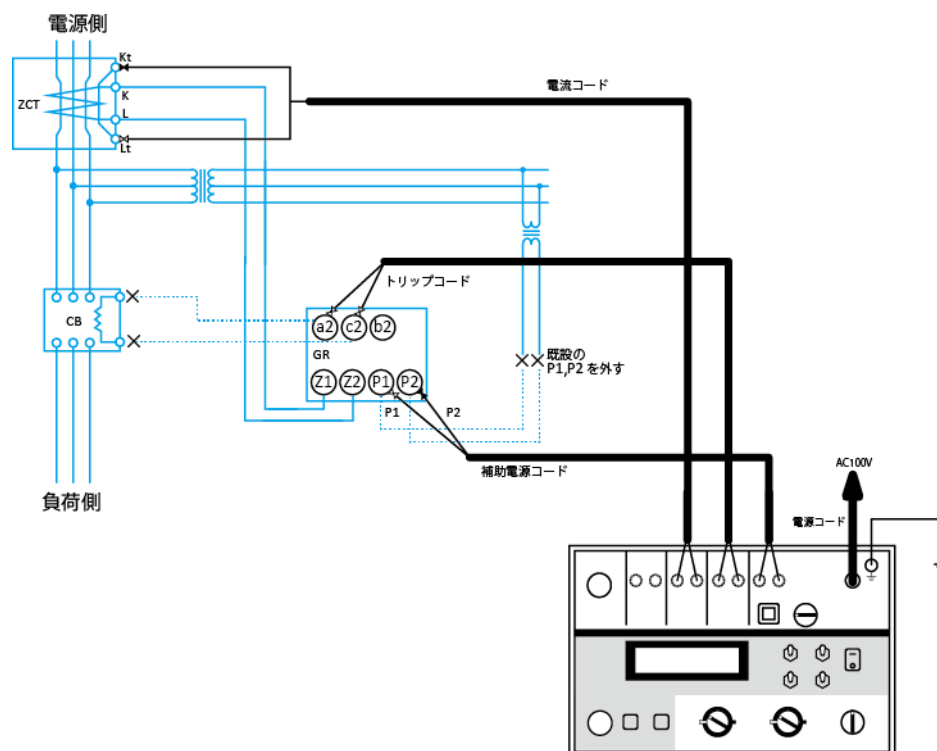 電源側
Kt
ZCT
K
L
Lt
電流コード
トリップコード
CB
a2 c2 b2
GR
既設の
P1,P2 を外す
Z1 Z2 P1 P2
P1 P2
補助電源コード
AC100V
電源コード
負荷側